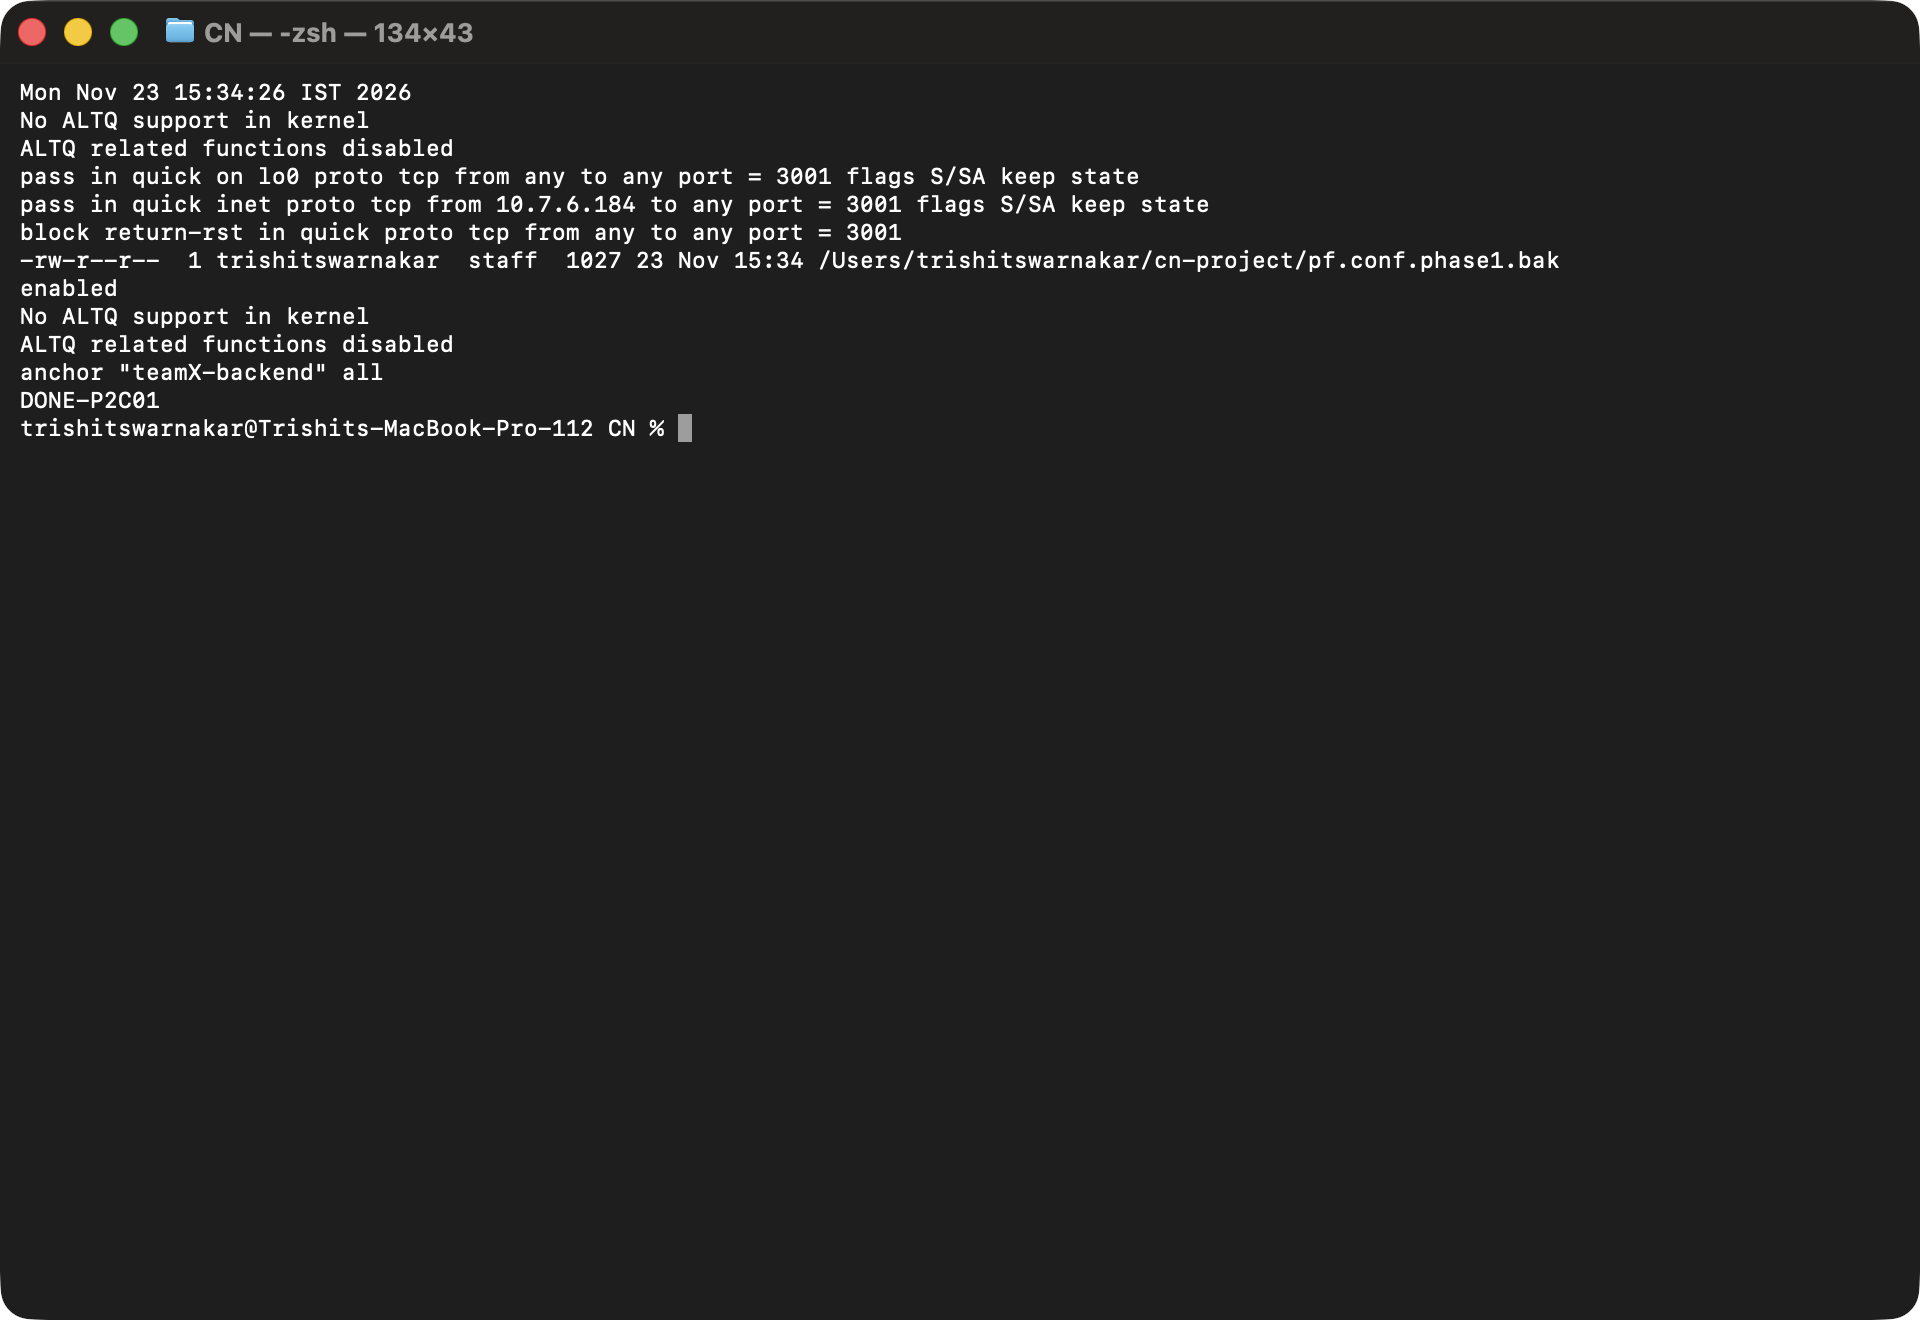 CN — -zsh — 134×43
Mon Nov 23 15:34:26 IST 2026
No ALTQ support in kernel
ALTQ related functions disabled
pass in quick on lo0 proto tcp from any to any port = 3001 flags S/SA keep state
pass in quick inet proto tcp from 10.7.6.184 to any port = 3001 flags S/SA keep state
block return-rst in quick proto tcp from any to any port = 3001
-rw-r--r--  1 trishitswarnakar  staff  1027 23 Nov 15:34 /Users/trishitswarnakar/cn-project/pf.conf.phase1.bak
enabled
No ALTQ support in kernel
ALTQ related functions disabled
anchor "teamX-backend" all
DONE-P2C01
trishitswarnakar@Trishits-MacBook-Pro-112 CN %